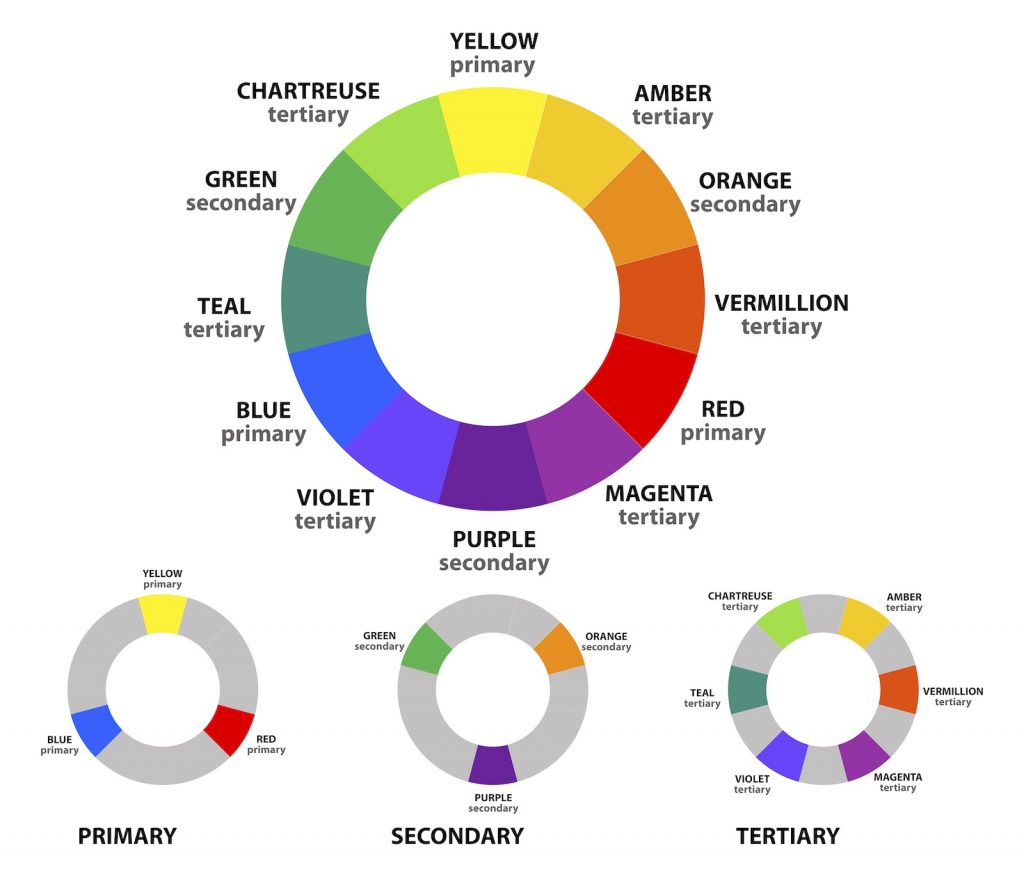 YELLOW
primary
CHARTREUSE
tertiary
AMBER
tertiary
GREEN
secondary
ORANGE
secondary
TEAL
tertiary
VERMILLION
tertiary
BLUE
primary
RED
primary
VIOLET
tertiary
MAGENTA
tertiary
PURPLE
secondary
YELLOW
primary
BLUE
primary
RED
primary
PRIMARY
GREEN
secondary
ORANGE
secondary
PURPLE
secondary
SECONDARY
CHARTREUSE
tertiary
AMBER
tertiary
TEAL
tertiary
VERMILLION
tertiary
VIOLET
tertiary
MAGENTA
tertiary
TERTIARY